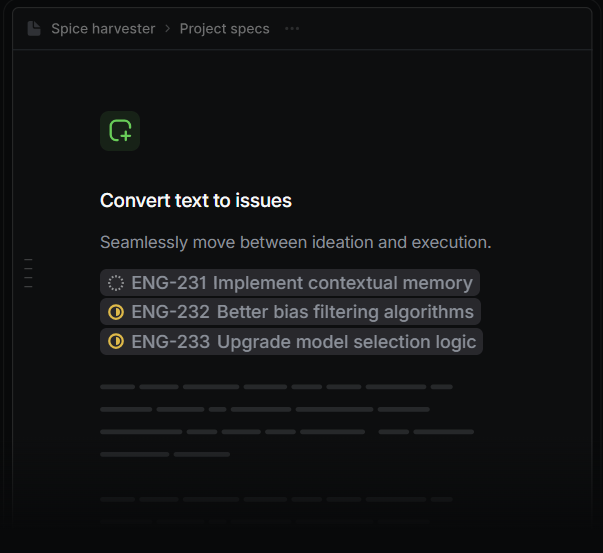 Spice harvester › Project specs ···
Convert text to issues
Seamlessly move between ideation and execution.
ENG-231 Implement contextual memory
ENG-232 Better bias filtering algorithms
ENG-233 Upgrade model selection logic